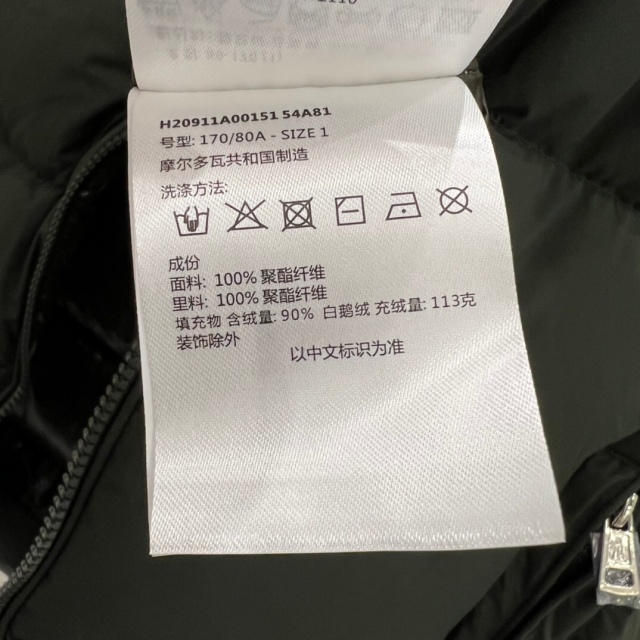 H20911A00151 54A81
号型: 170/80A - SIZE 1
摩尔多瓦共和国制造
洗涤方法:
成份
面料: 100% 聚酯纤维
里料: 100% 聚酯纤维
填充物 含绒量: 90% 白鹅绒 充绒量: 113克
装饰除外
以中文标识为准